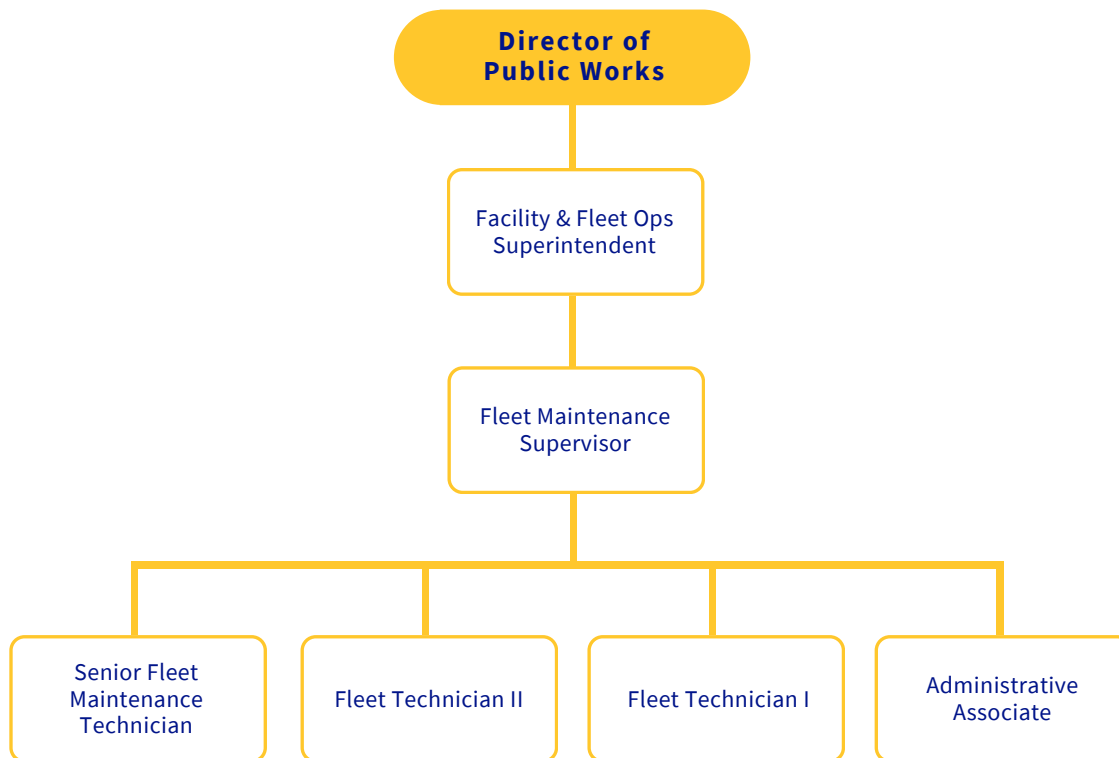 Director of
Public Works
Facility & Fleet Ops
Superintendent
Fleet Maintenance
Supervisor
Senior Fleet
Maintenance
Technician
Fleet Technician II
Fleet Technician I
Administrative
Associate